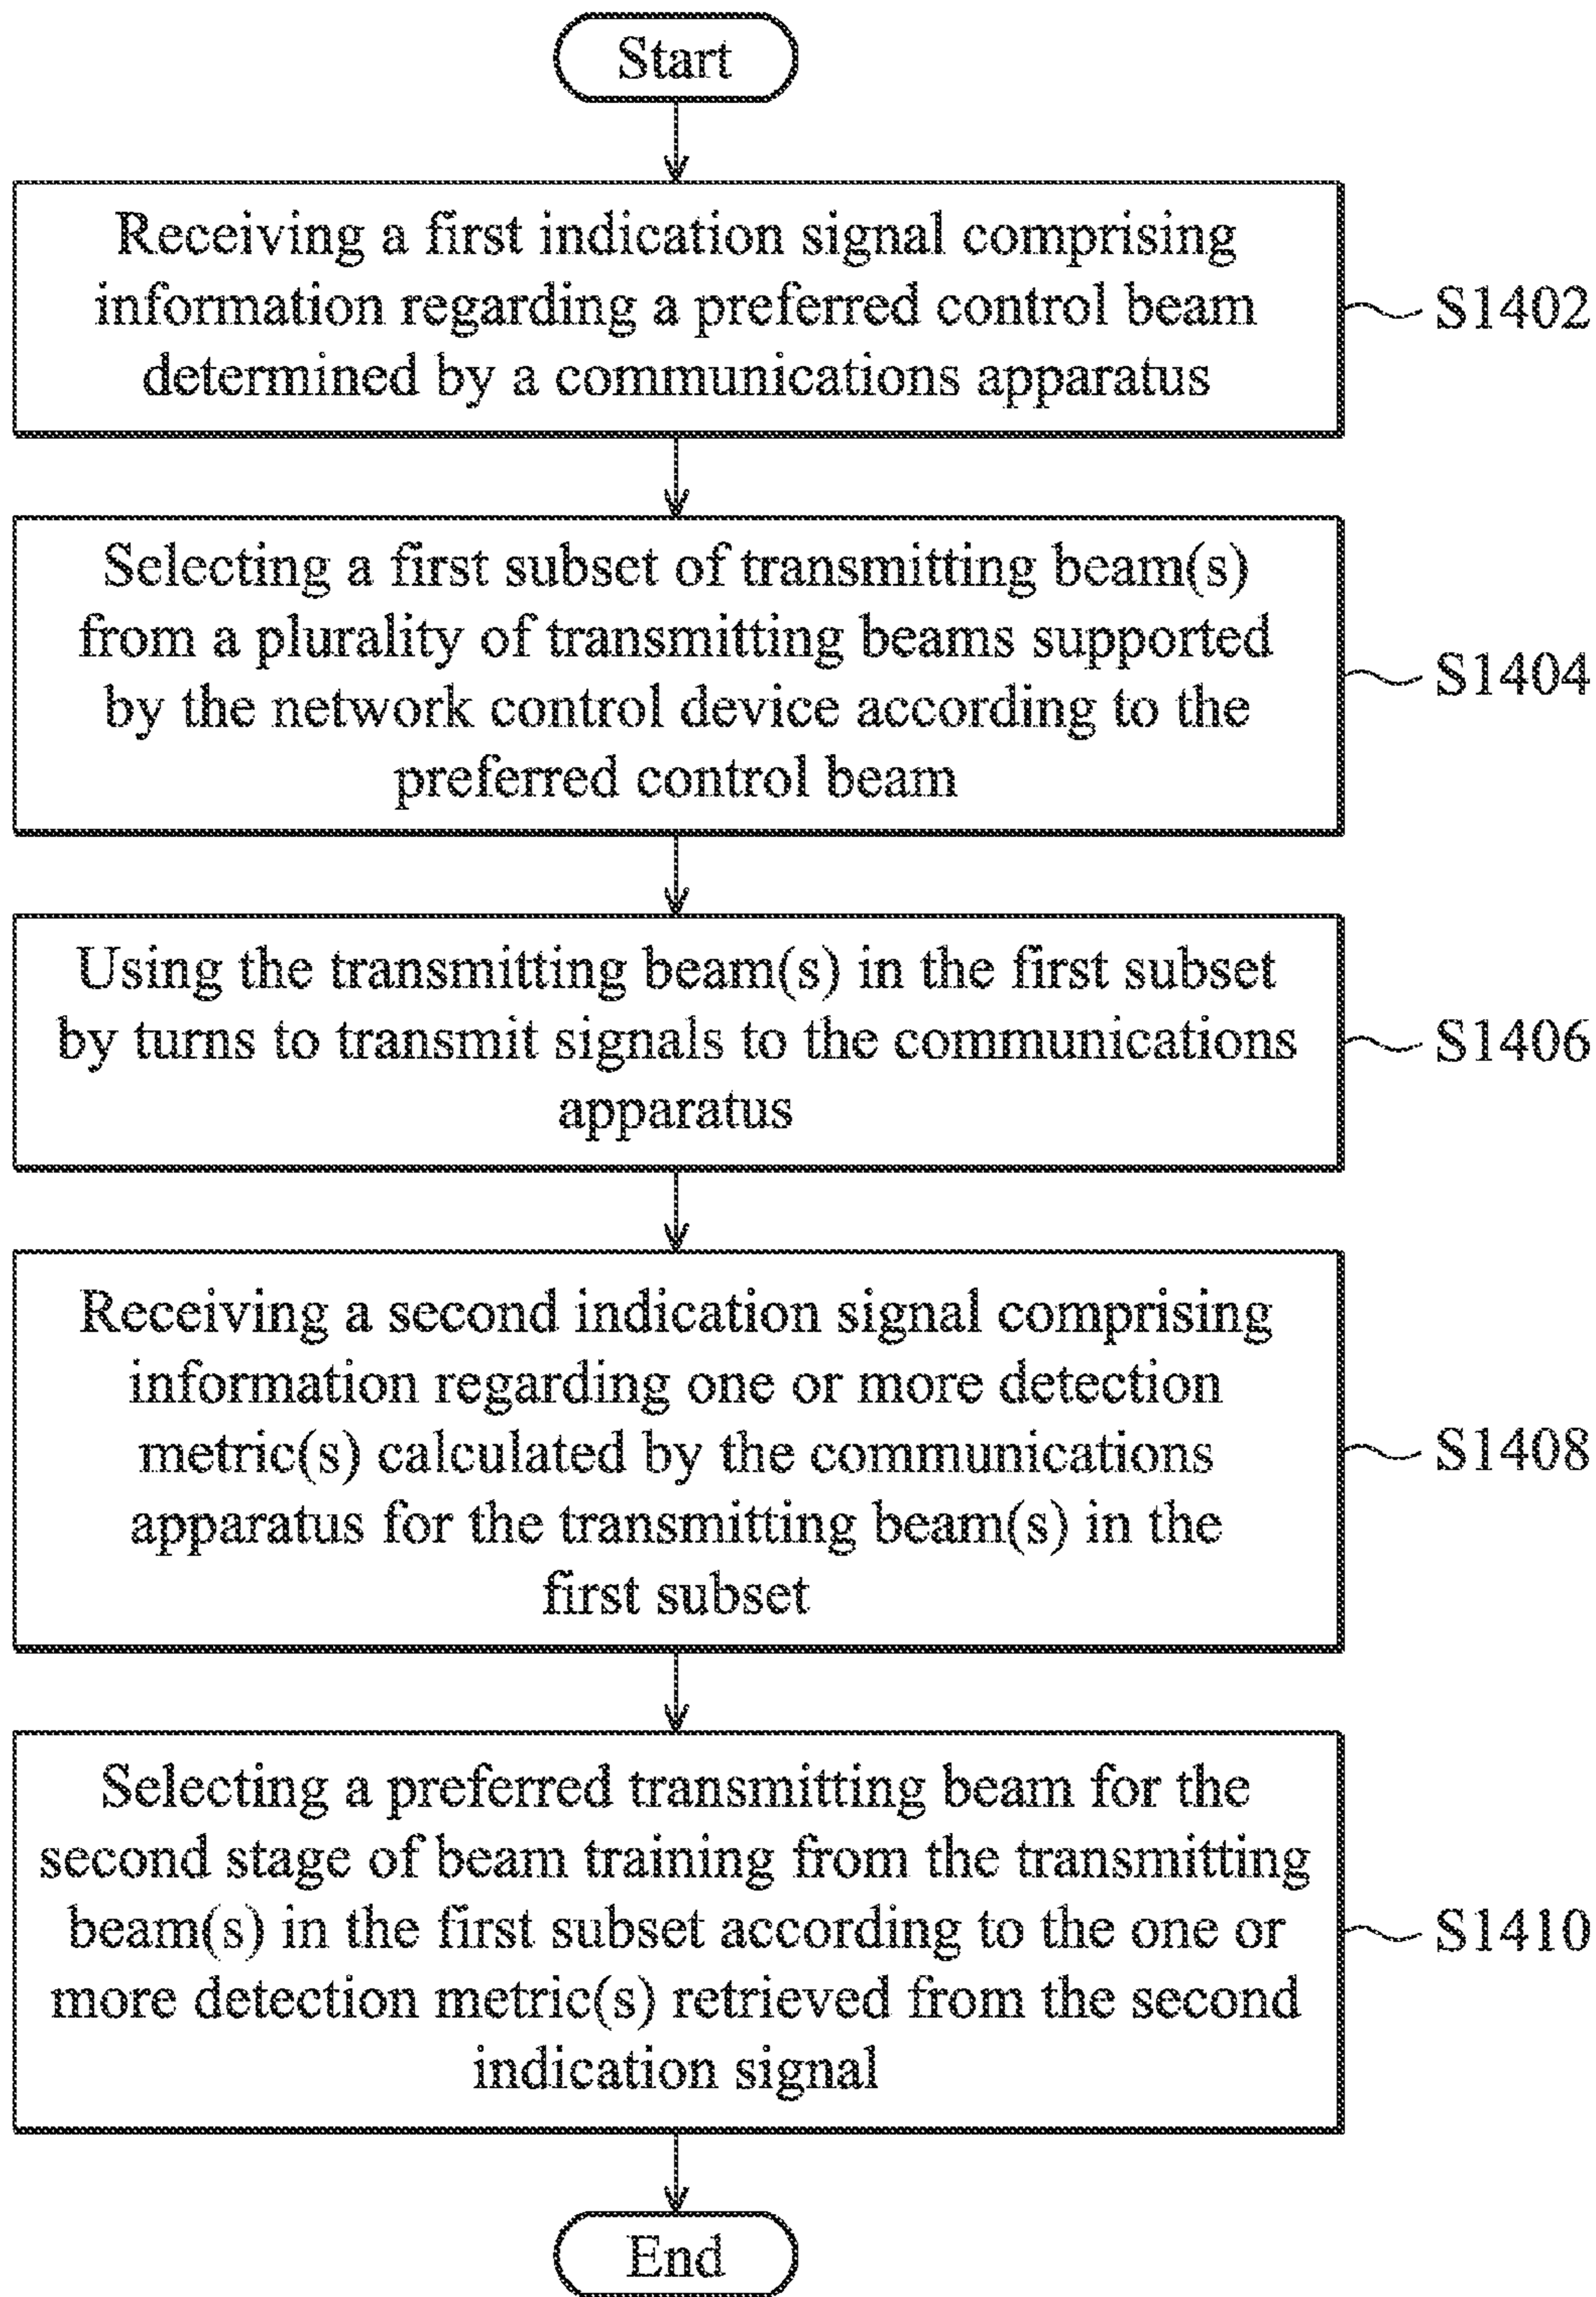 Start
Receiving a first indication signal comprising
information regarding a preferred control beam
determined by a communications apparatus
S1402
Selecting a first subset of transmitting beam(s)
from a plurality of transmitting beams supported
by the network control device according to the
preferred control beam
S1404
Using the transmitting beam(s) in the first subset
by turns to transmit signals to the communications
apparatus
S1406
Receiving a second indication signal comprising
information regarding one or more detection
metric(s) calculated by the communications
apparatus for the transmitting beam(s) in the
first subset
S1408
Selecting a preferred transmitting beam for the
second stage of beam training from the transmitting
beam(s) in the first subset according to the one or
more detection metric(s) retrieved from the second
indication signal
S1410
End